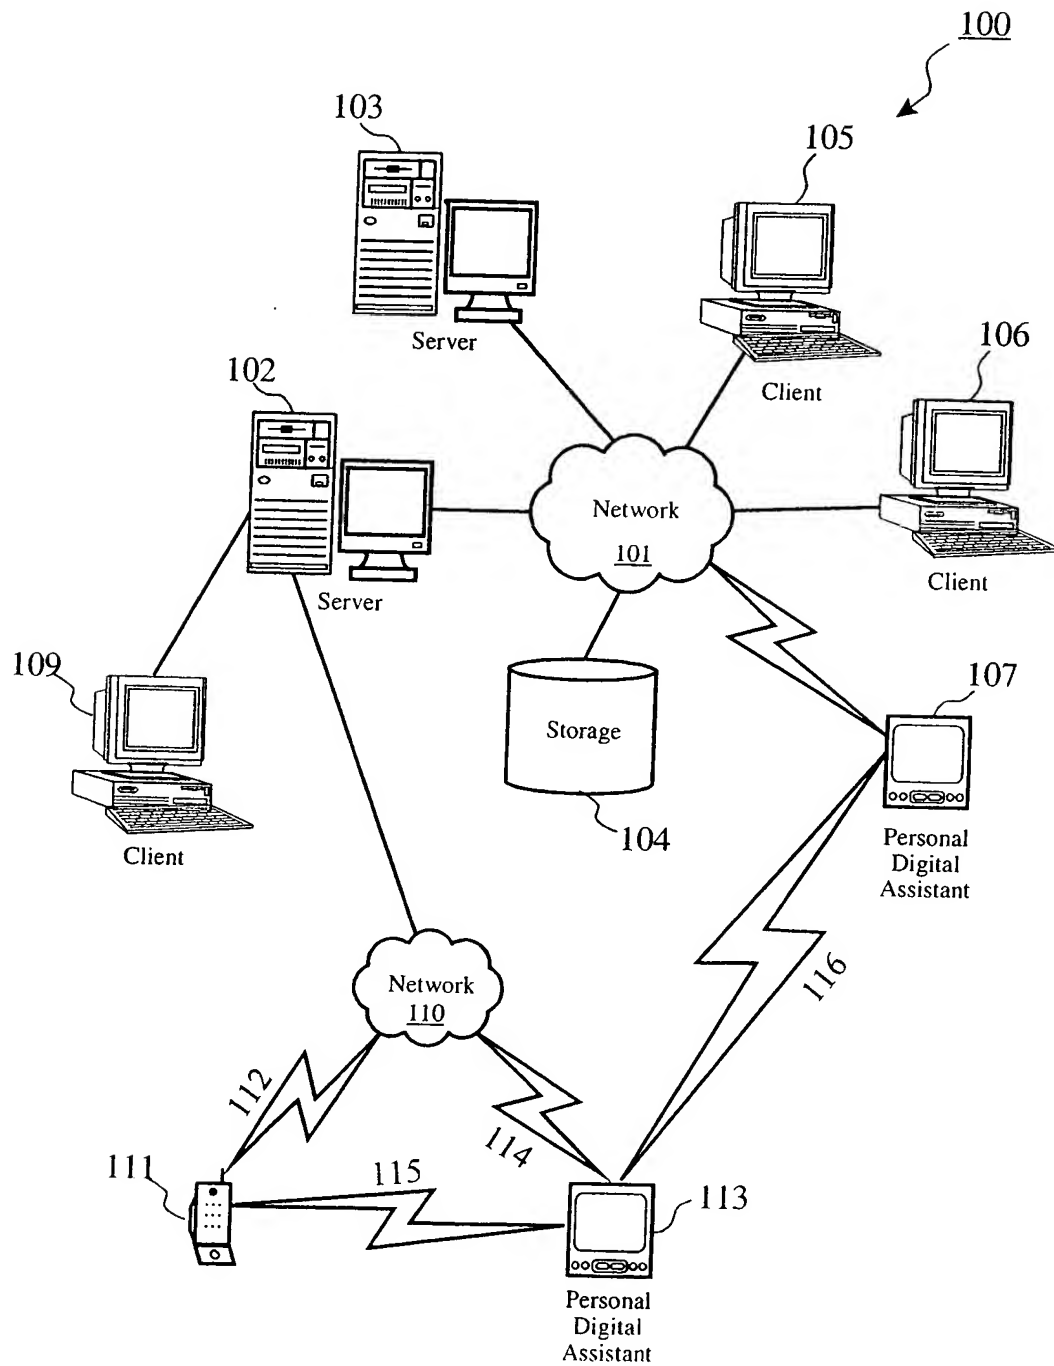 100
103
105
Server
106
Client
102
Network
101
Client
Server
109
107
Storage
Client
104
Personal
Digital
Assistant
116
Network
110
112
114
111
115
113
Personal
Digital
Assistant